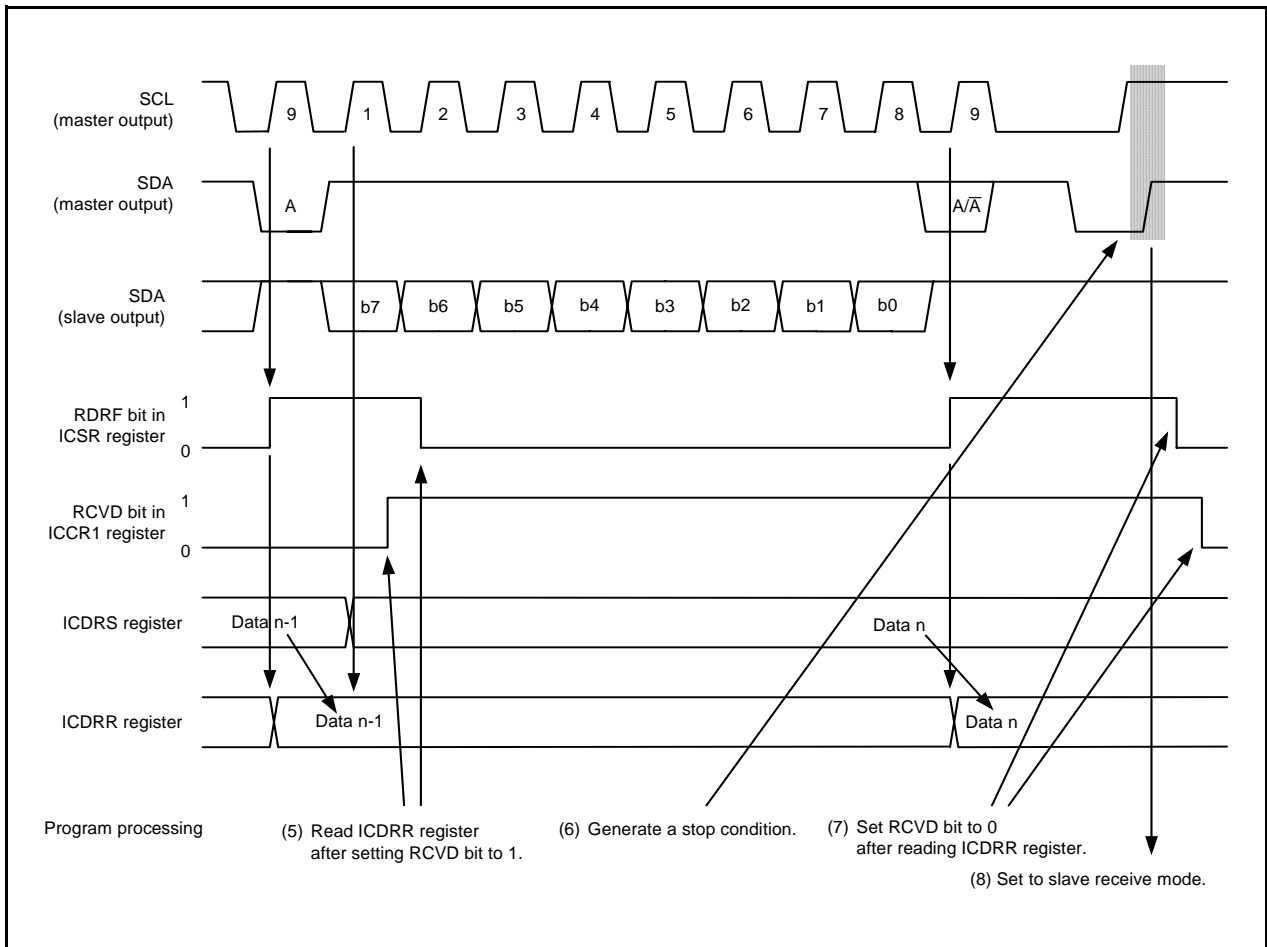 SCL
(master output)
9 1 2 3 4 5 6 7 8 9
SDA
(master output)
A A/A̅
SDA
(slave output)
b7 b6 b5 b4 b3 b2 b1 b0
RDRF bit in
ICSR register
1
0
RCVD bit in
ICCR1 register
1
0
ICDRS register
Data n-1 Data n
ICDRR register
Data n-1 Data n
Program processing
(5) Read ICDRR register
after setting RCVD bit to 1.
(6) Generate a stop condition.
(7) Set RCVD bit to 0
after reading ICDRR register.
(8) Set to slave receive mode.